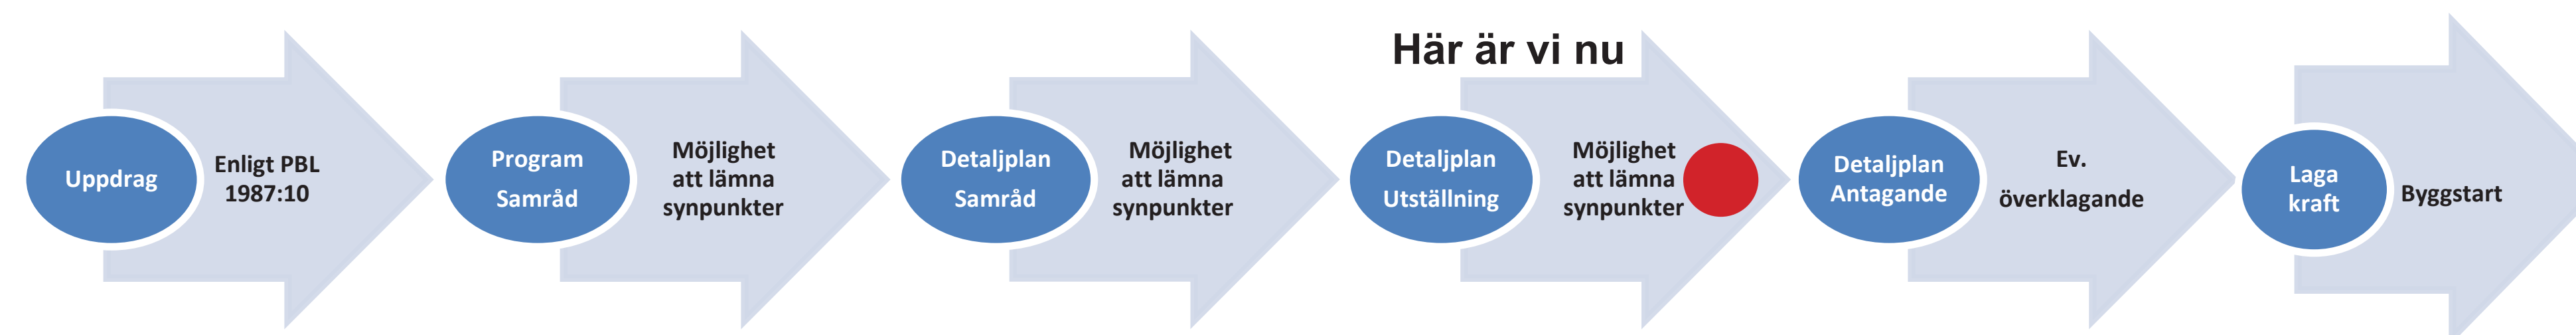 Här är vi nu
Uppdrag
Enligt PBL
1987:10
Program
Samråd
Möjlighet
att lämna
synpunkter
Detaljplan
Samråd
Möjlighet
att lämna
synpunkter
Detaljplan
Utställning
Möjlighet
att lämna
synpunkter
Detaljplan
Antagande
Ev.
överklagande
Laga
kraft
Byggstart